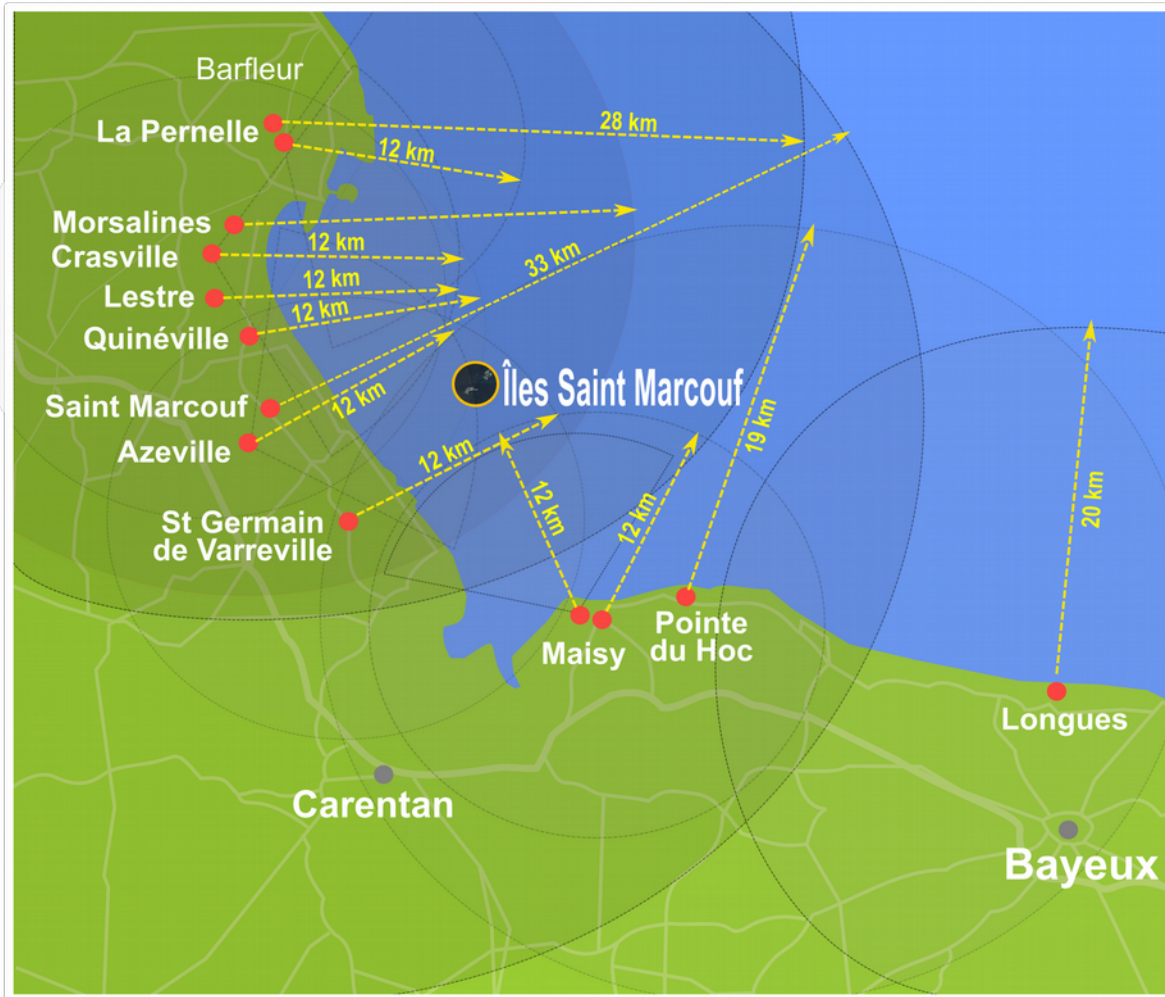 Barfleur
La Pernelle
28 km
12 km
Morsalines
Crasville
12 km
33 km
Lestre
12 km
12 km
Quinéville
Îles Saint Marcouf
Saint Marcouf
12 km
Azeville
19 km
12 km
St Germain
de Varreville
12 km
12 km
20 km
Maisy
Pointe
du Hoc
Longues
Carentan
Bayeux